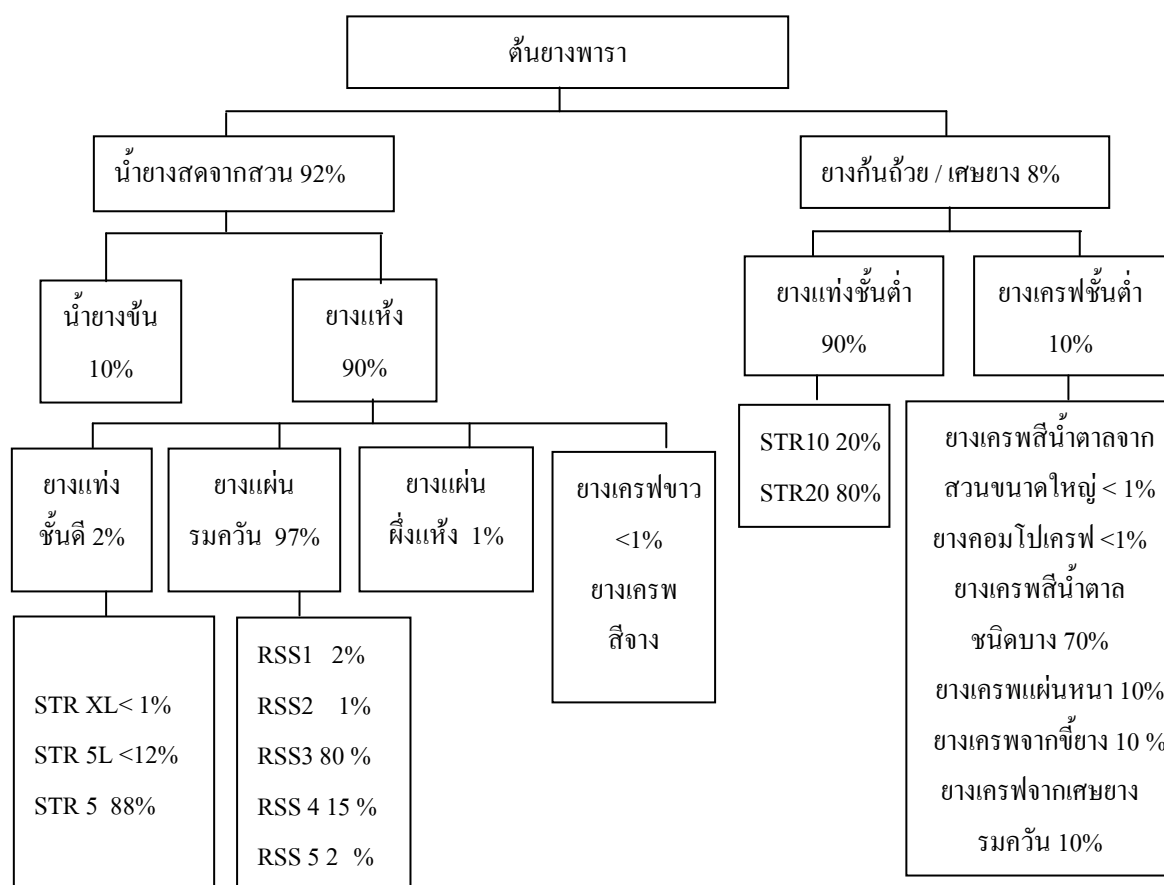 ต้นยางพารา
น้ำยางสดจากสวน 92%
ยางก้นถ้วย / เศษยาง 8%
น้ำยางข้น
10%
ยางแห้ง
90%
ยางแท่งชั้นต่ำ
90%
ยางเครฟชั้นต่ำ
10%
ยางแท่ง
ชั้นดี 2%
ยางแผ่น
รมควัน 97%
ยางแผ่น
ผึ่งแห้ง 1%
ยางเครฟขาว
<1%
ยางเครพ
สีจาง
STR10 20%
STR20 80%
ยางเครพสีน้ำตาลจาก
สวนขนาดใหญ่ < 1%
ยางคอมโปเครฟ <1%
ยางเครพสีน้ำตาล
ชนิดบาง 70%
ยางเครพแผ่นหนา 10%
ยางเครพจากขี้ยาง 10 %
ยางเครฟจากเศษยาง
รมควัน 10%
STR XL< 1%
STR 5L <12%
STR 5 88%
RSS1 2%
RSS2 1%
RSS3 80 %
RSS 4 15 %
RSS 5 2 %